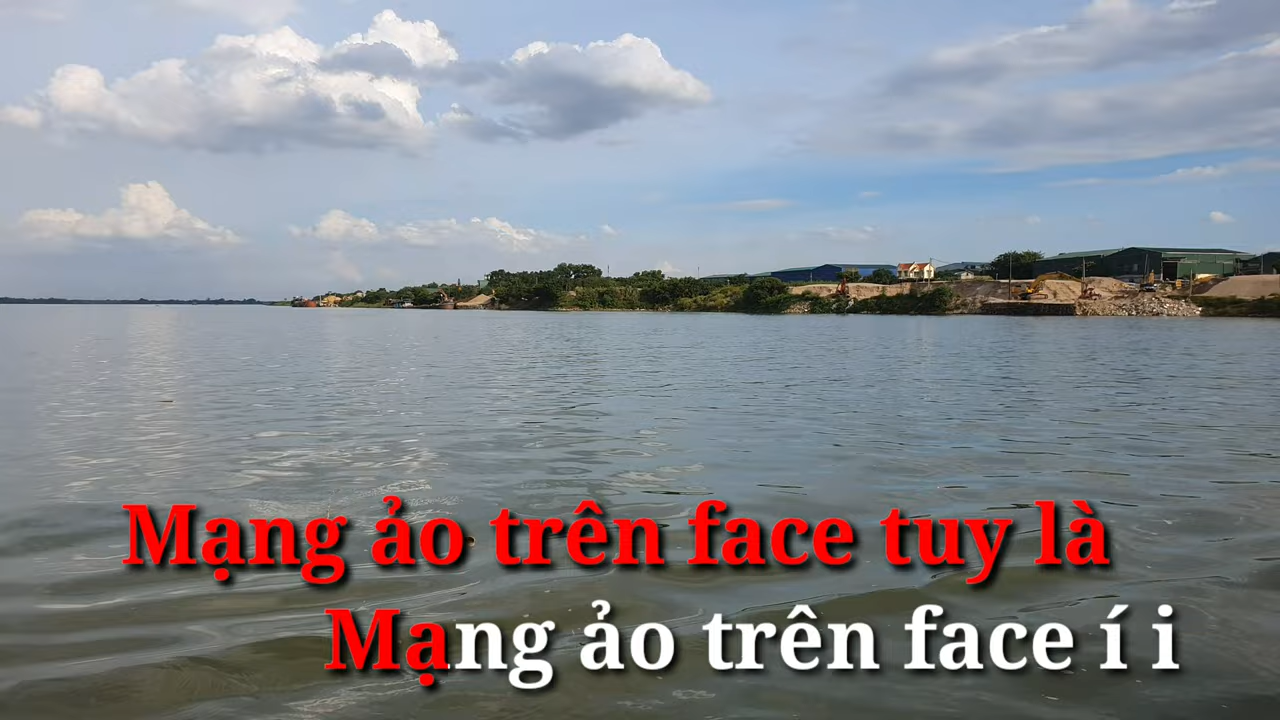 Mạng ảo trên face tuy là
Mạng ảo trên face í i